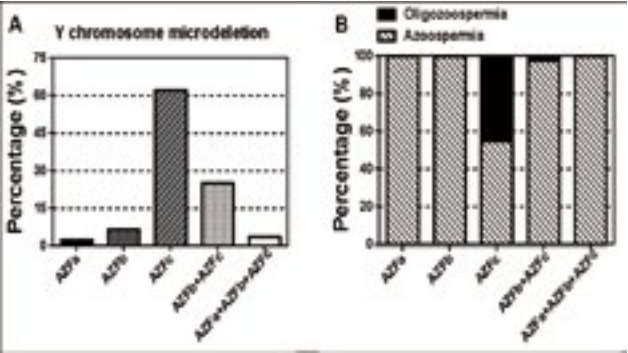 A
Y chromosome microdeletion
Percentage (%)
75
60
45
30
15
0
AZFa
AZFb
AZFc
AZFb+AZFc
AZFa+AZFb+AZFc
B
Oligozoospermia
Azoospermia
Percentage (%)
100
80
60
40
20
0
AZFa
AZFb
AZFc
AZFb+AZFc
AZFa+AZFb+AZFc